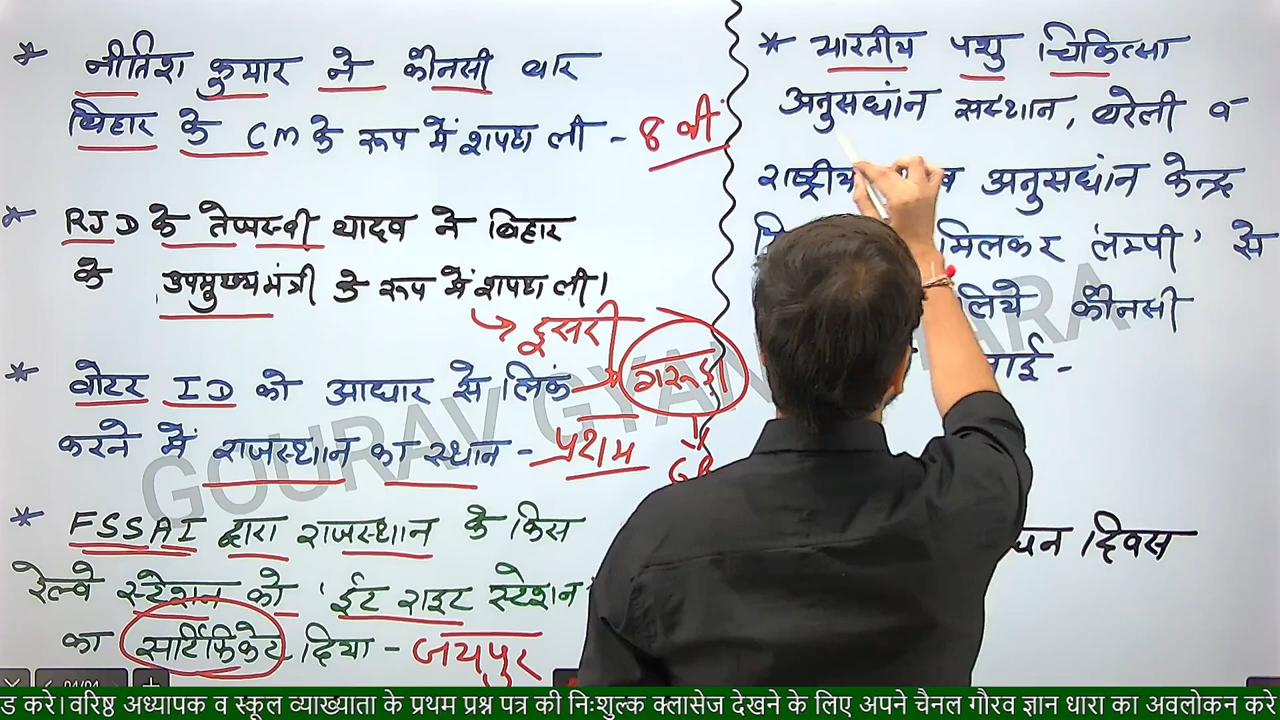 * नीतिश कुमार ने कौनसी बार
बिहार के CM के रूप में शपथ ली - 8 वीं
* RJD के तेजस्वी यादव ने बिहार
के उपमुख्यमंत्री के रूप में शपथ ली।
↳ दूसरी
* वोटर ID को आधार से लिंक → गरूड़ा
करने में राजस्थान का स्थान - प्रथम
* FSSAI द्वारा राजस्थान के किस
रेल्वे स्टेशन को 'ईट राइट स्टेशन'
का सर्टिफिकेट दिया - जयपुर
* भारतीय पशु चिकित्सा
अनुसधांन संस्थान, बरेली व
राष्ट्रीय अनुसधांन केन्द्र
मिलकर 'लम्पी' से
लिये कौनसी
दिवस
GOURAV GYAN
ड करे। वरिष्ठ अध्यापक व स्कूल व्याख्याता के प्रथम प्रश्न पत्र की निःशुल्क क्लासेज देखने के लिए अपने चैनल गौरव ज्ञान धारा का अवलोकन करे